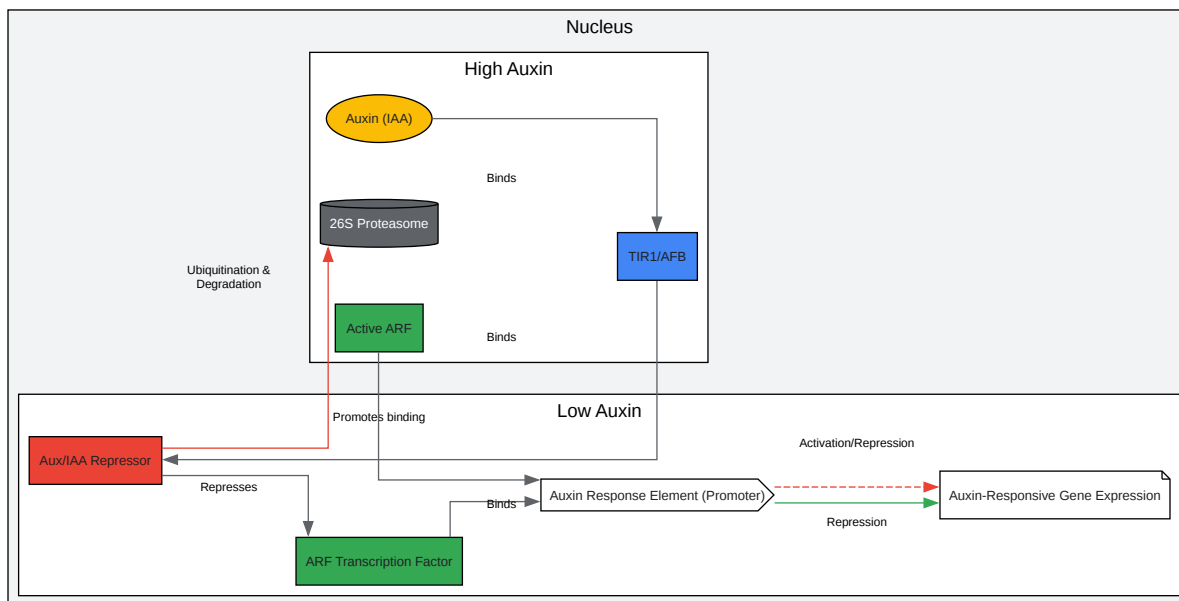 Nucleus
High Auxin
Auxin (IAA)
Binds
26S Proteasome
TIR1/AFB
Ubiquitination &
Degradation
Active ARF
Binds
Low Auxin
Promotes binding
Aux/IAA Repressor
Activation/Repression
Represses
Auxin Response Element (Promoter)
Auxin-Responsive Gene Expression
Binds
Repression
ARF Transcription Factor